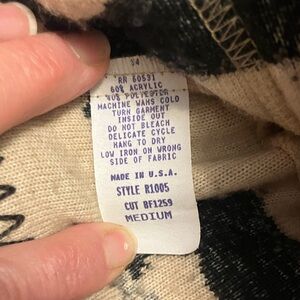 RN 60531
60% ACRYLIC
40% POLYESTER
MACHINE WAHS COLD
TURN GARMENT
INSIDE OUT
DO NOT BLEACH
DELICATE CYCLE
HANG TO DRY
LOW IRON ON WRONG
SIDE OF FABRIC
MADE IN U.S.A.
STYLE R1005
CUT BF1259
MEDIUM